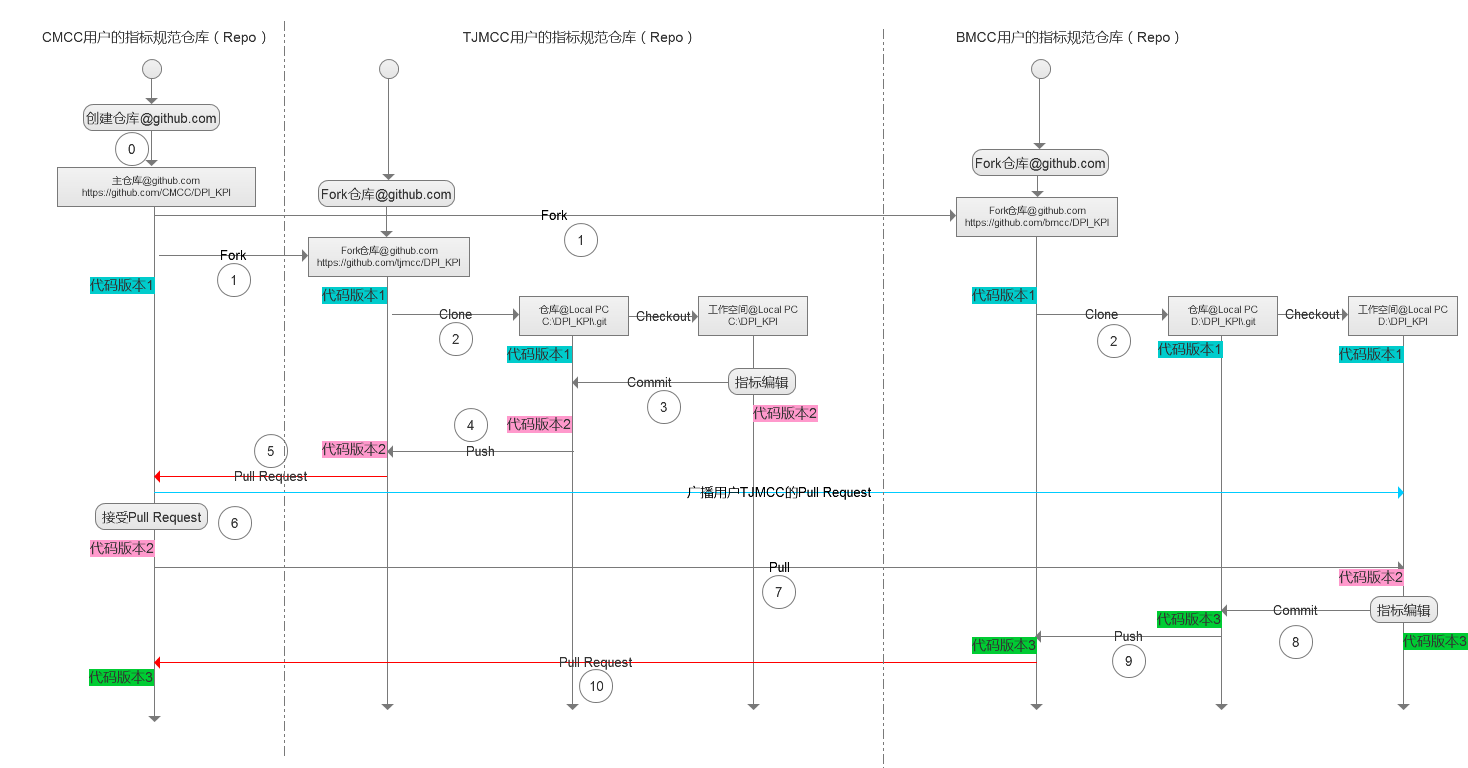 CMCC用户的指标规范仓库（Repo）
TJMCC用户的指标规范仓库（Repo）
BMCC用户的指标规范仓库（Repo）
创建仓库@github.com
0
Fork仓库@github.com
主仓库@github.com
https://github.com/CMCC/DPI_KPI
Fork仓库@github.com
Fork
1
Fork仓库@github.com
https://github.com/bmcc/DPI_KPI
Fork
1
Fork仓库@github.com
https://github.com/tjmcc/DPI_KPI
代码版本1
代码版本1
代码版本1
Clone
2
仓库@Local PC
C:\DPI_KPI\.git
Checkout
工作空间@Local PC
C:\DPI_KPI
Clone
2
仓库@Local PC
D:\DPI_KPI\.git
Checkout
工作空间@Local PC
D:\DPI_KPI
代码版本1
代码版本1
代码版本1
Commit
3
指标编辑
代码版本2
代码版本2
4
Push
代码版本2
5
Pull Request
广播用户TJMCC的Pull Request
接受Pull Request
6
代码版本2
Pull
7
代码版本2
指标编辑
Commit
8
代码版本3
代码版本3
Push
9
代码版本3
Pull Request
10
代码版本3